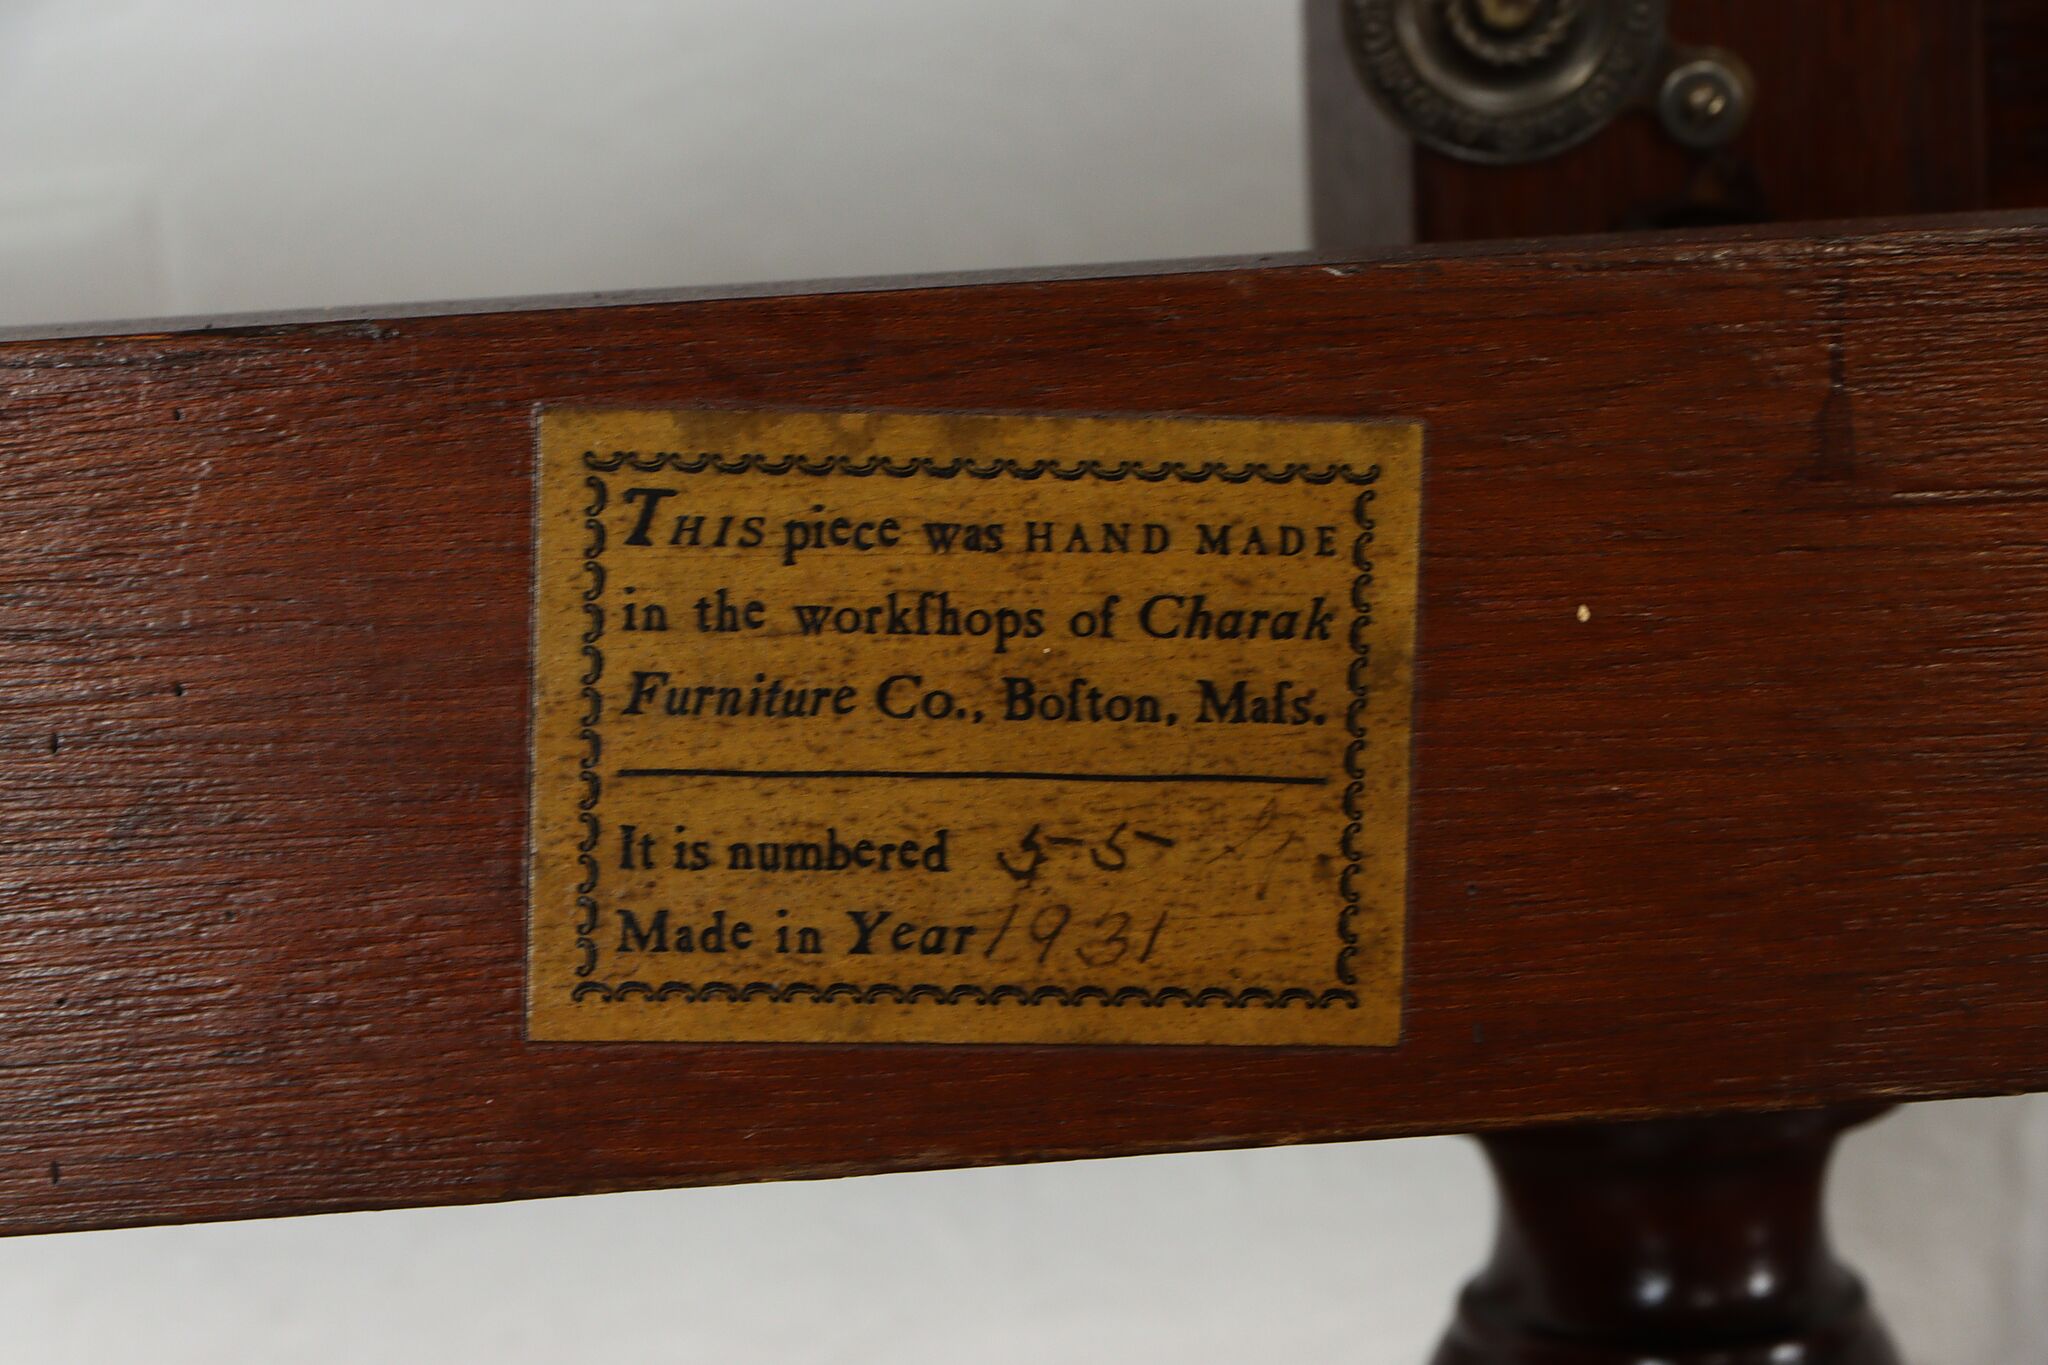 THIS piece was HAND MADE
in the workſhops of Charak
Furniture Co., Boſton, Maſs.
It is numbered 55
Made in Year 1931